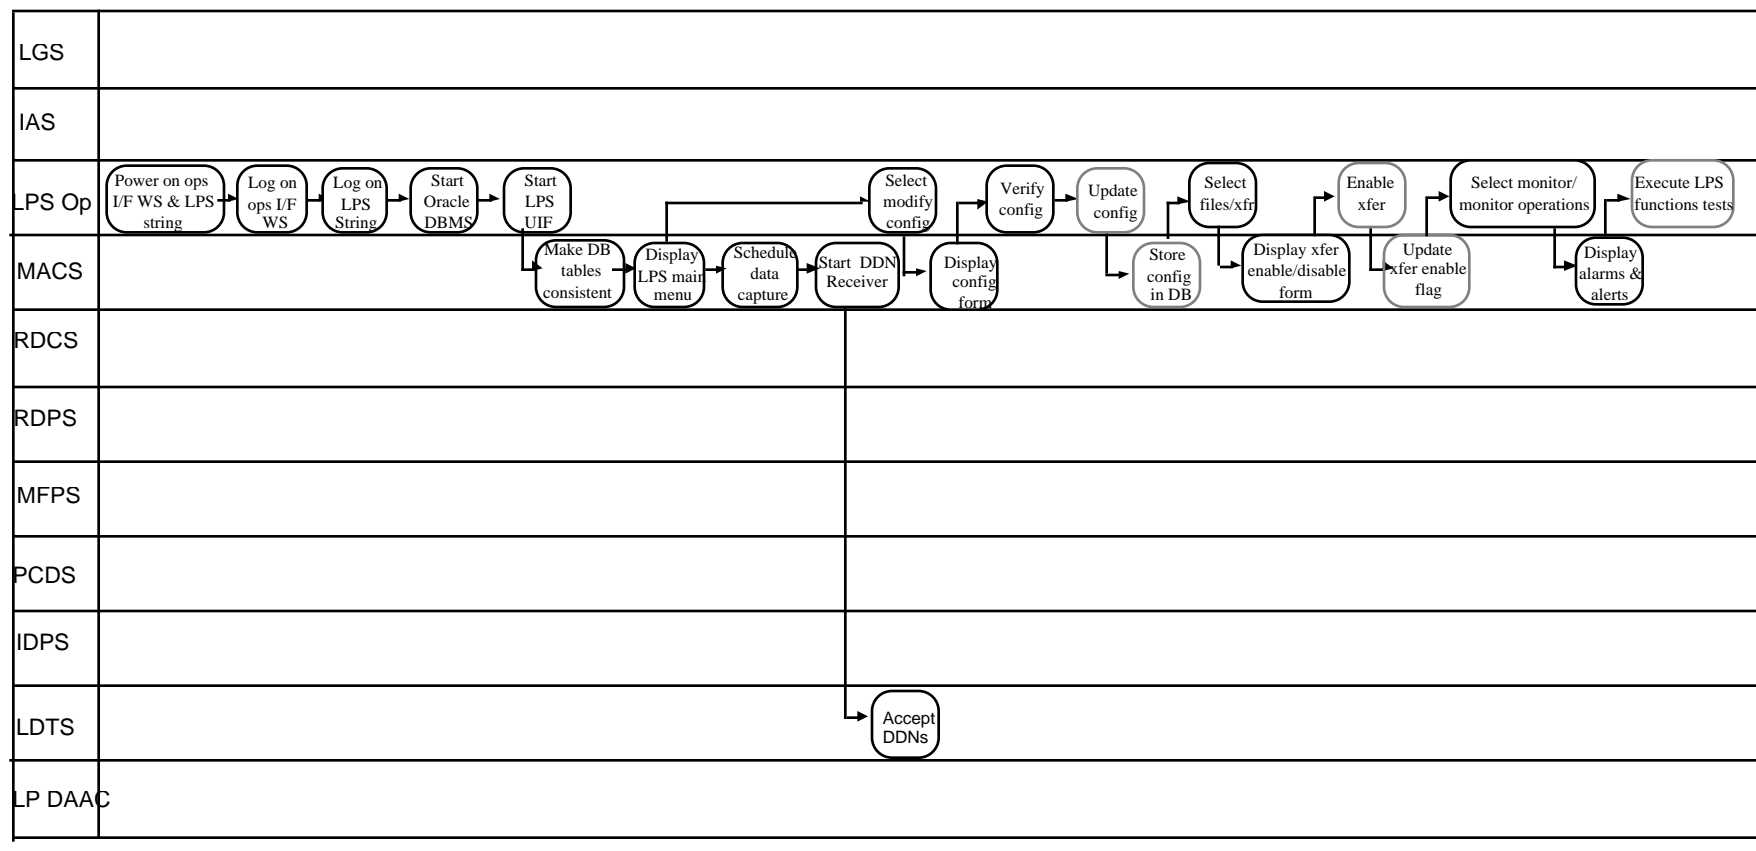 LGS
IAS
LPS Op
Power on ops
I/F WS & LPS
string
Log on
ops I/F
WS
Log on
LPS
String
Start
Oracle
DBMS
Start
LPS
UIF
Select
modify
config
Verify
config
Update
config
Select
files/xfr
Enable
xfer
Select monitor/
monitor operations
Execute LPS
functions tests
MACS
Make DB
tables
consistent
Display
LPS main
menu
Schedule
data
capture
Start DDN
Receiver
Display
config
form
Store
config
in DB
Display xfer
enable/disable
form
Update
xfer enable
flag
Display
alarms &
alerts
RDCS
RDPS
MFPS
PCDS
IDPS
LDTS
Accept
DDNs
LP DAAC